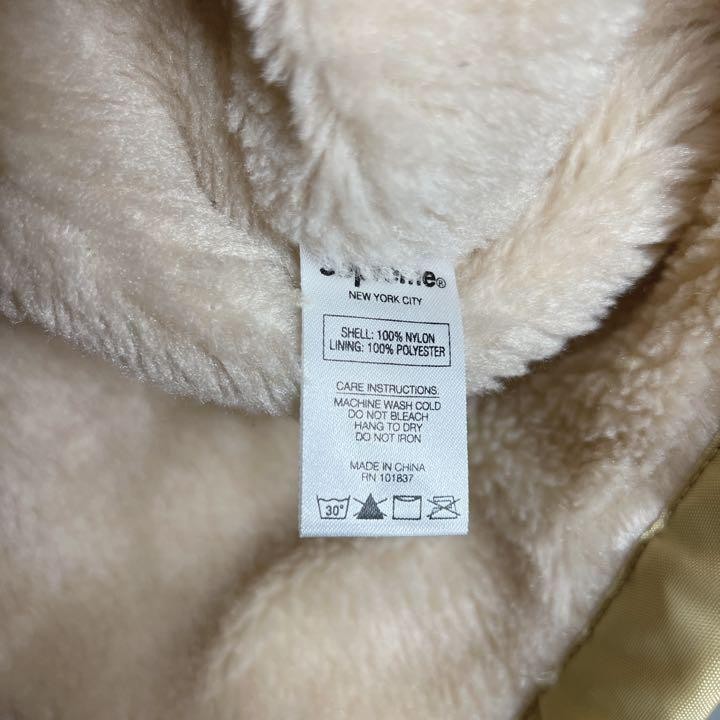 Supreme®
NEW YORK CITY
SHELL: 100% NYLON
LINING: 100% POLYESTER
CARE INSTRUCTIONS
MACHINE WASH COLD
DO NOT BLEACH
HANG TO DRY
DO NOT IRON
MADE IN CHINA
RN 101837
30°